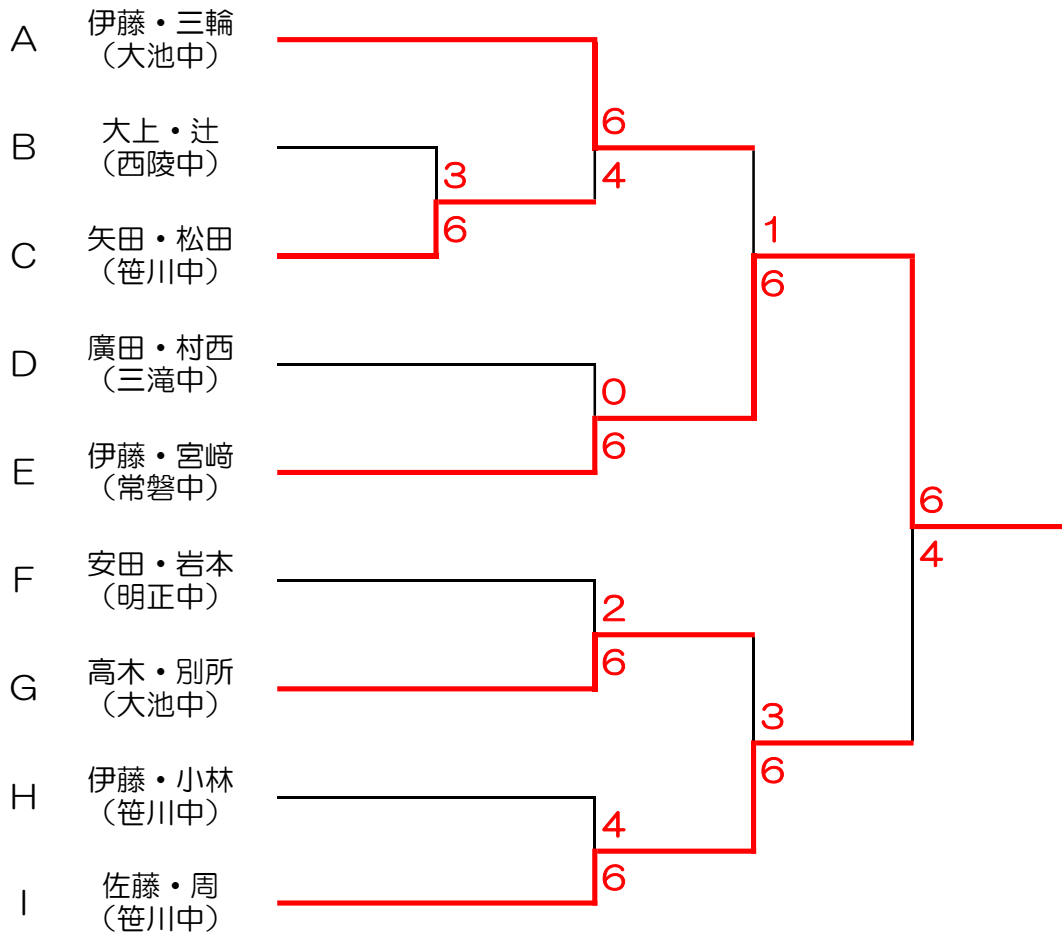 A
伊藤・三輪
(大池中)
6
B
大上・辻
(西陵中)
3
4
6
C
矢田・松田
(笹川中)
1
6
D
廣田・村西
(三滝中)
0
6
E
伊藤・宮﨑
(常磐中)
6
4
F
安田・岩本
(明正中)
2
6
G
高木・別所
(大池中)
3
6
H
伊藤・小林
(笹川中)
4
6
I
佐藤・周
(笹川中)